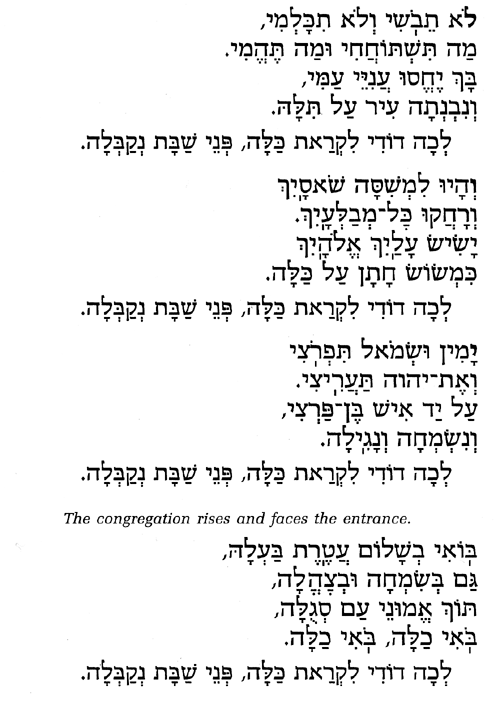 לֹא תֵבֽשִׁי וְלֹא תִכָּלְמִי,
מַה תִּשְׁתּוֹחֲחִי וּמַה תֶּהֱמִי.
בָּךְ יֶחֱסוּ עֲנִיֵּי עַמִּי,
וְנִבְנְתָה עִיר עַל תִּלָּהּ.
לְכָה דוֹדִי לִקְרַאת כַּלָּה, פְּנֵי שַׁבָּת נְקַבְּלָה.
וְהָיוּ לִמְשִׁסָּה שֹׁאסָֽיִךְ
וְרָחֲקוּ כָּל־מְבַלְּעָֽיִךְ.
יָשִׂישׂ עָלַֽיִךְ אֱלֹהָֽיִךְ
כִּמְשׂוֹשׂ חָתָן עַל כַּלָּה.
לְכָה דוֹדִי לִקְרַאת כַּלָּה, פְּנֵי שַׁבָּת נְקַבְּלָה.
יָמִין וּשְׂמֹאל תִּפְרֹֽצִי
וְאֶת־יהוה תַּעֲרִֽיצִי.
עַל יַד אִישׁ בֶּן־פַּרְצִי,
וְנִשְׂמְחָה וְנָגִֽילָה.
לְכָה דוֹדִי לִקְרַאת כַּלָּה, פְּנֵי שַׁבָּת נְקַבְּלָה.
The congregation rises and faces the entrance.
בּֽוֹאִי בְשָׁלוֹם עֲטֶֽרֶת בַּעְלָהּ,
גַּם בְּשִׂמְחָה וּבְצָהֳלָה,
תּוֹךְ אֱמוּנֵי עַם סְגֻלָּה,
בֹּֽאִי כַלָּה, בֹּֽאִי כַלָּה.
לְכָה דוֹדִי לִקְרַאת כַּלָּה, פְּנֵי שַׁבָּת נְקַבְּלָה.